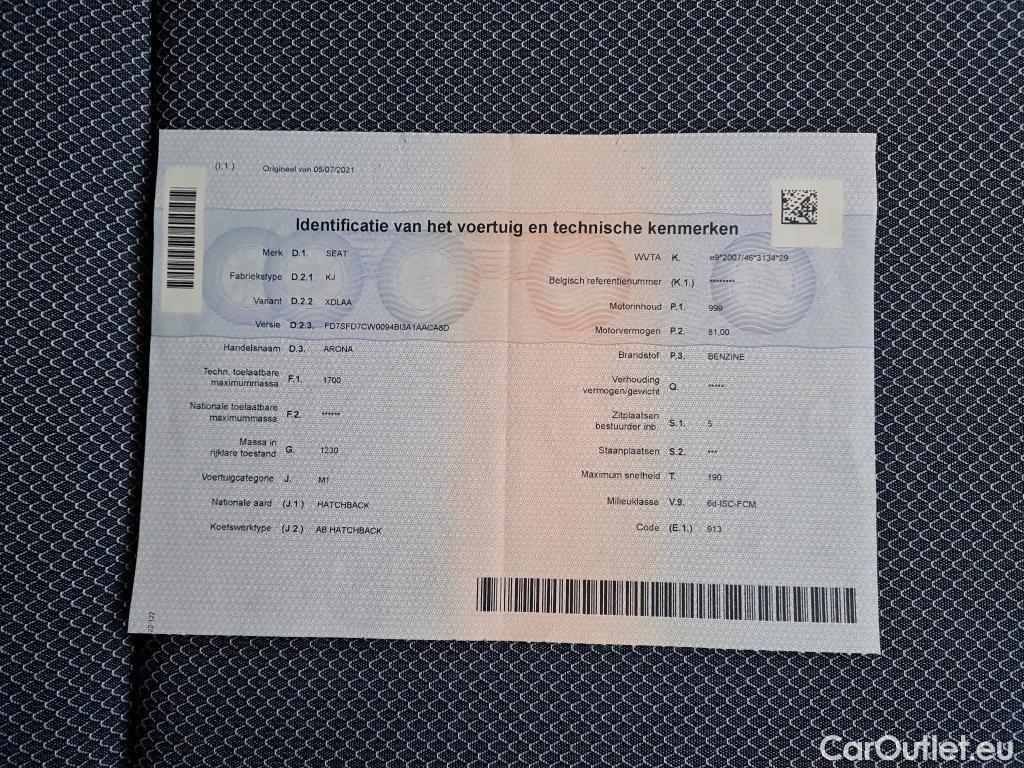 (I.1.) Origineel van 05/07/2021
Identificatie van het voertuig en technische kenmerken
Merk D.1. SEAT
Fabriekstype D.2.1. KJ
Variant D.2.2. XDLAA
Versie D.2.3. FD7SFD7CW0094BI3A1AACA8D
Handelsnaam D.3. ARONA
Techn. toelaatbare
maximummassa F.1. 1700
Nationale toelaatbare
maximummassa F.2. ******
Massa in
rijklare toestand G. 1230
Voertuigcategorie J. M1
Nationale aard (J.1.) HATCHBACK
Koetswerktype (J.2.) AB HATCHBACK
WVTA K. e9*2007/46*3134*29
Belgisch referentienummer (K.1.) ********
Motorinhoud P.1. 999
Motorvermogen P.2. 81,00
Brandstof P.3. BENZINE
Verhouding
vermogen/gewicht Q. *****
Zitplaatsen
bestuurder inb. S.1. 5
Staanplaatsen S.2. ***
Maximum snelheid T. 190
Milieuklasse V.9. 6d-ISC-FCM
Code (E.1.) 913
22-122
CarOutlet.eu